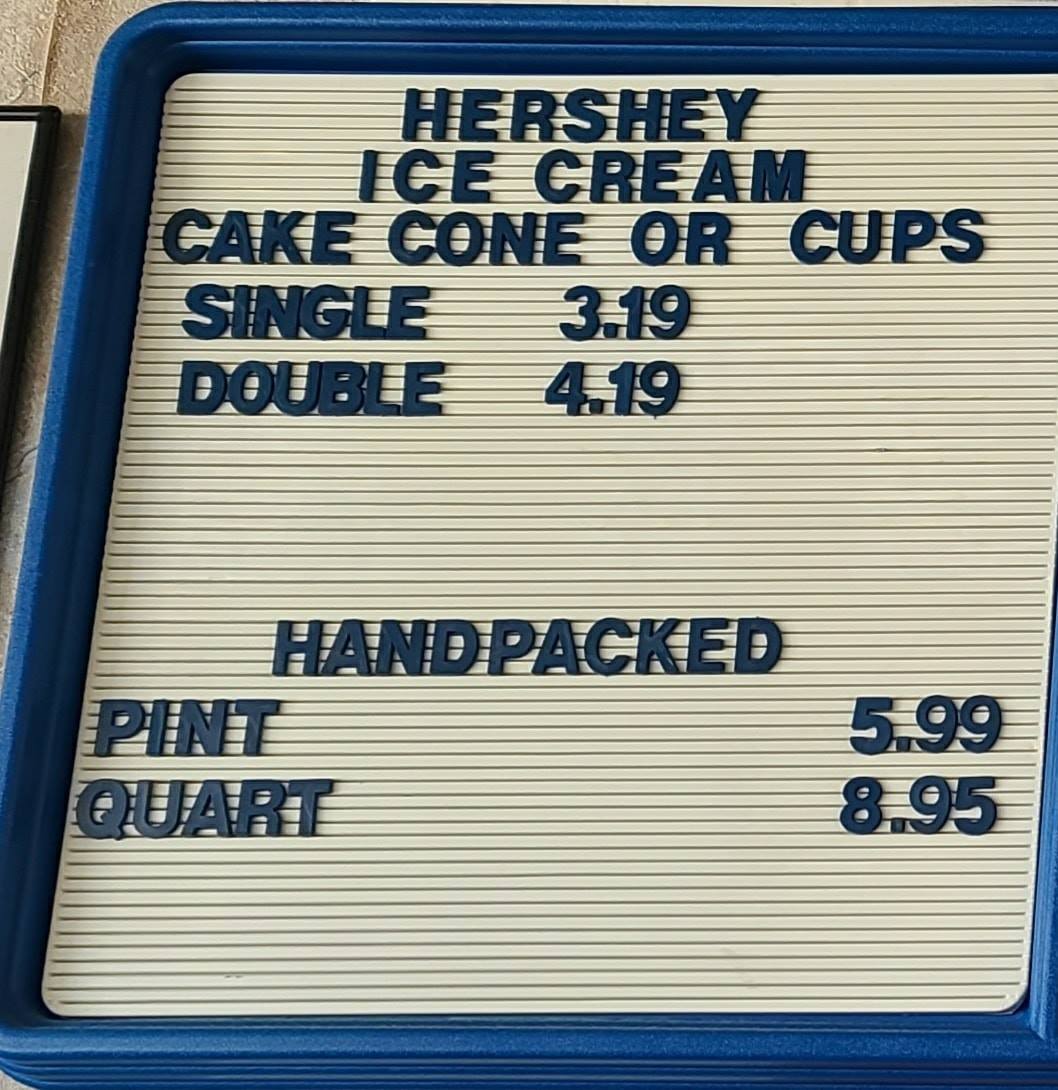 HERSHEY
ICE CREAM
CAKE CONE OR CUPS
SINGLE 3.19
DOUBLE 4.19
HANDPACKED
PINT 5.99
QUART 8.95